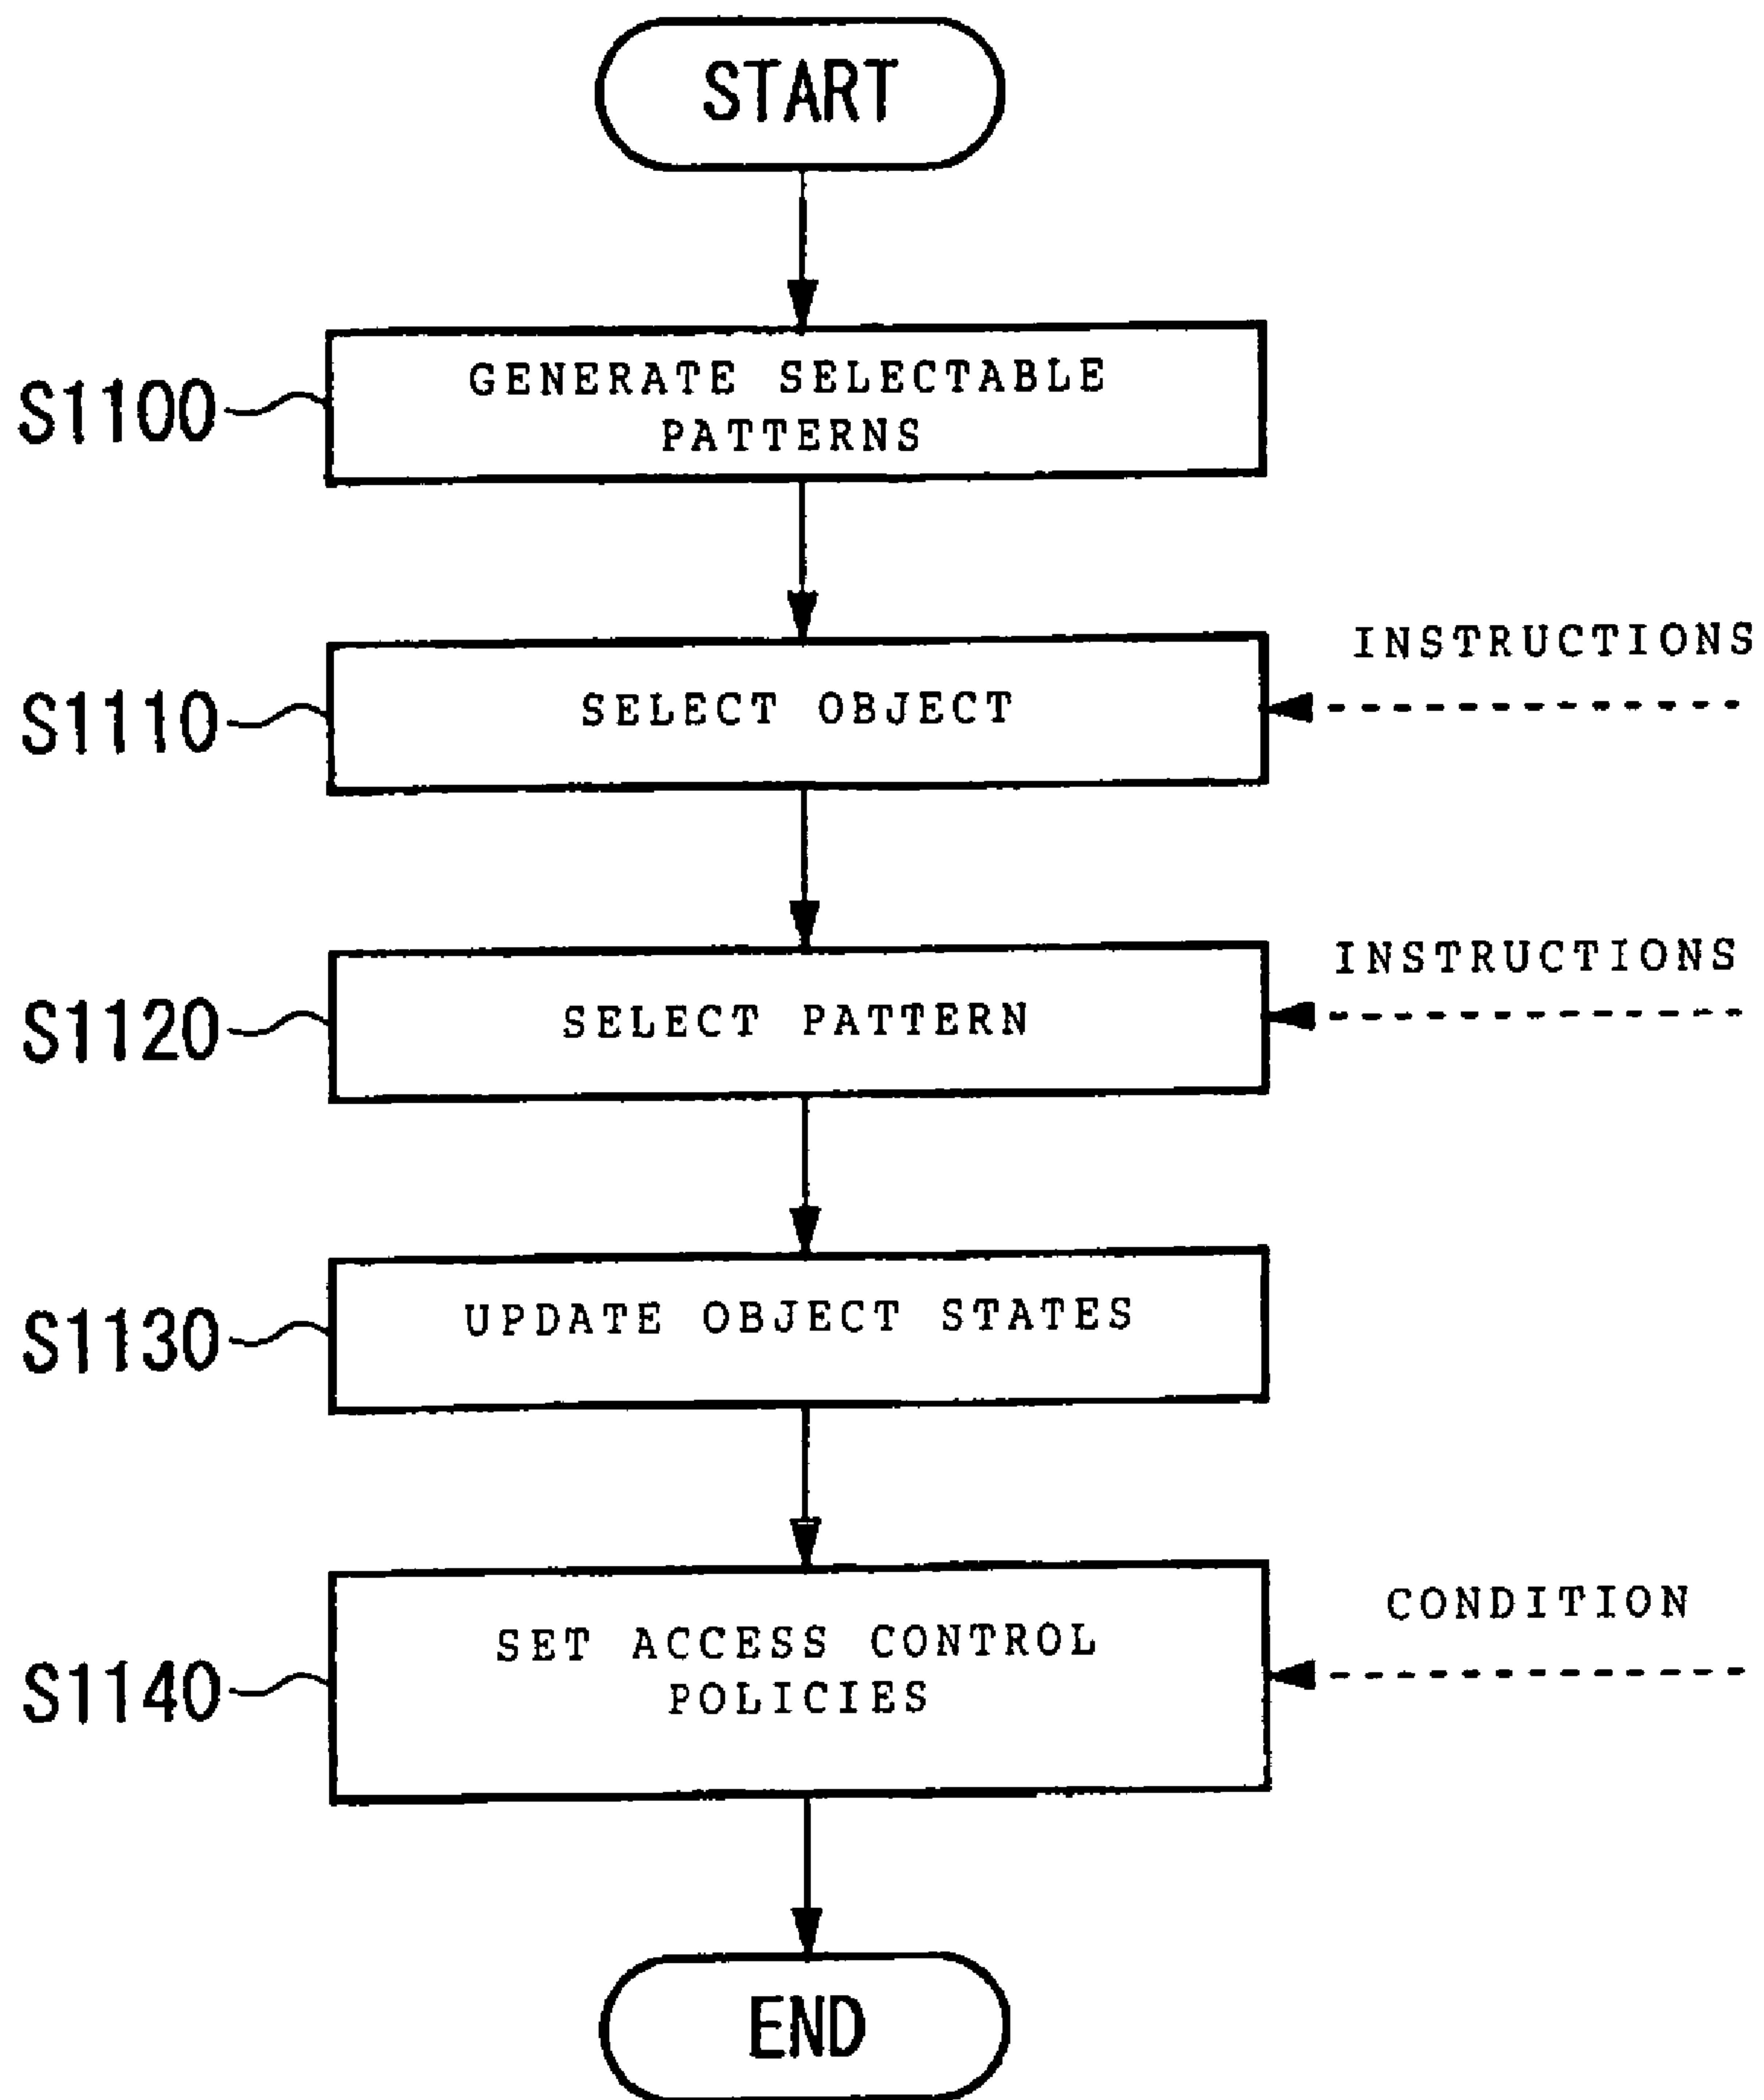 START
GENERATE SELECTABLE
PATTERNS
S1100
INSTRUCTIONS
S1110
SELECT OBJECT
INSTRUCTIONS
S1120
SELECT PATTERN
S1130
UPDATE OBJECT STATES
CONDITION
S1140
SET ACCESS CONTROL
POLICIES
END